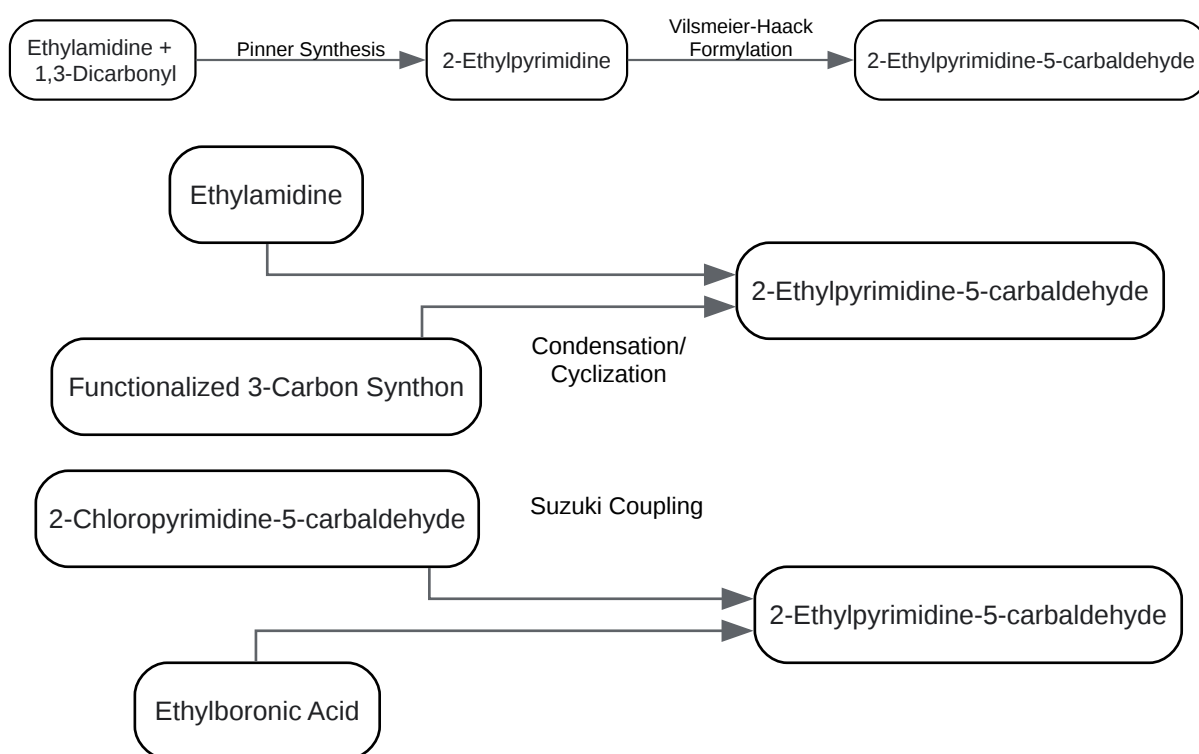 Ethylamidine +
1,3-Dicarbonyl
Pinner Synthesis
2-Ethylpyrimidine
Vilsmeier-Haack
Formylation
2-Ethylpyrimidine-5-carbaldehyde
Ethylamidine
2-Ethylpyrimidine-5-carbaldehyde
Functionalized 3-Carbon Synthon
Condensation/
Cyclization
2-Chloropyrimidine-5-carbaldehyde
Suzuki Coupling
2-Ethylpyrimidine-5-carbaldehyde
Ethylboronic Acid